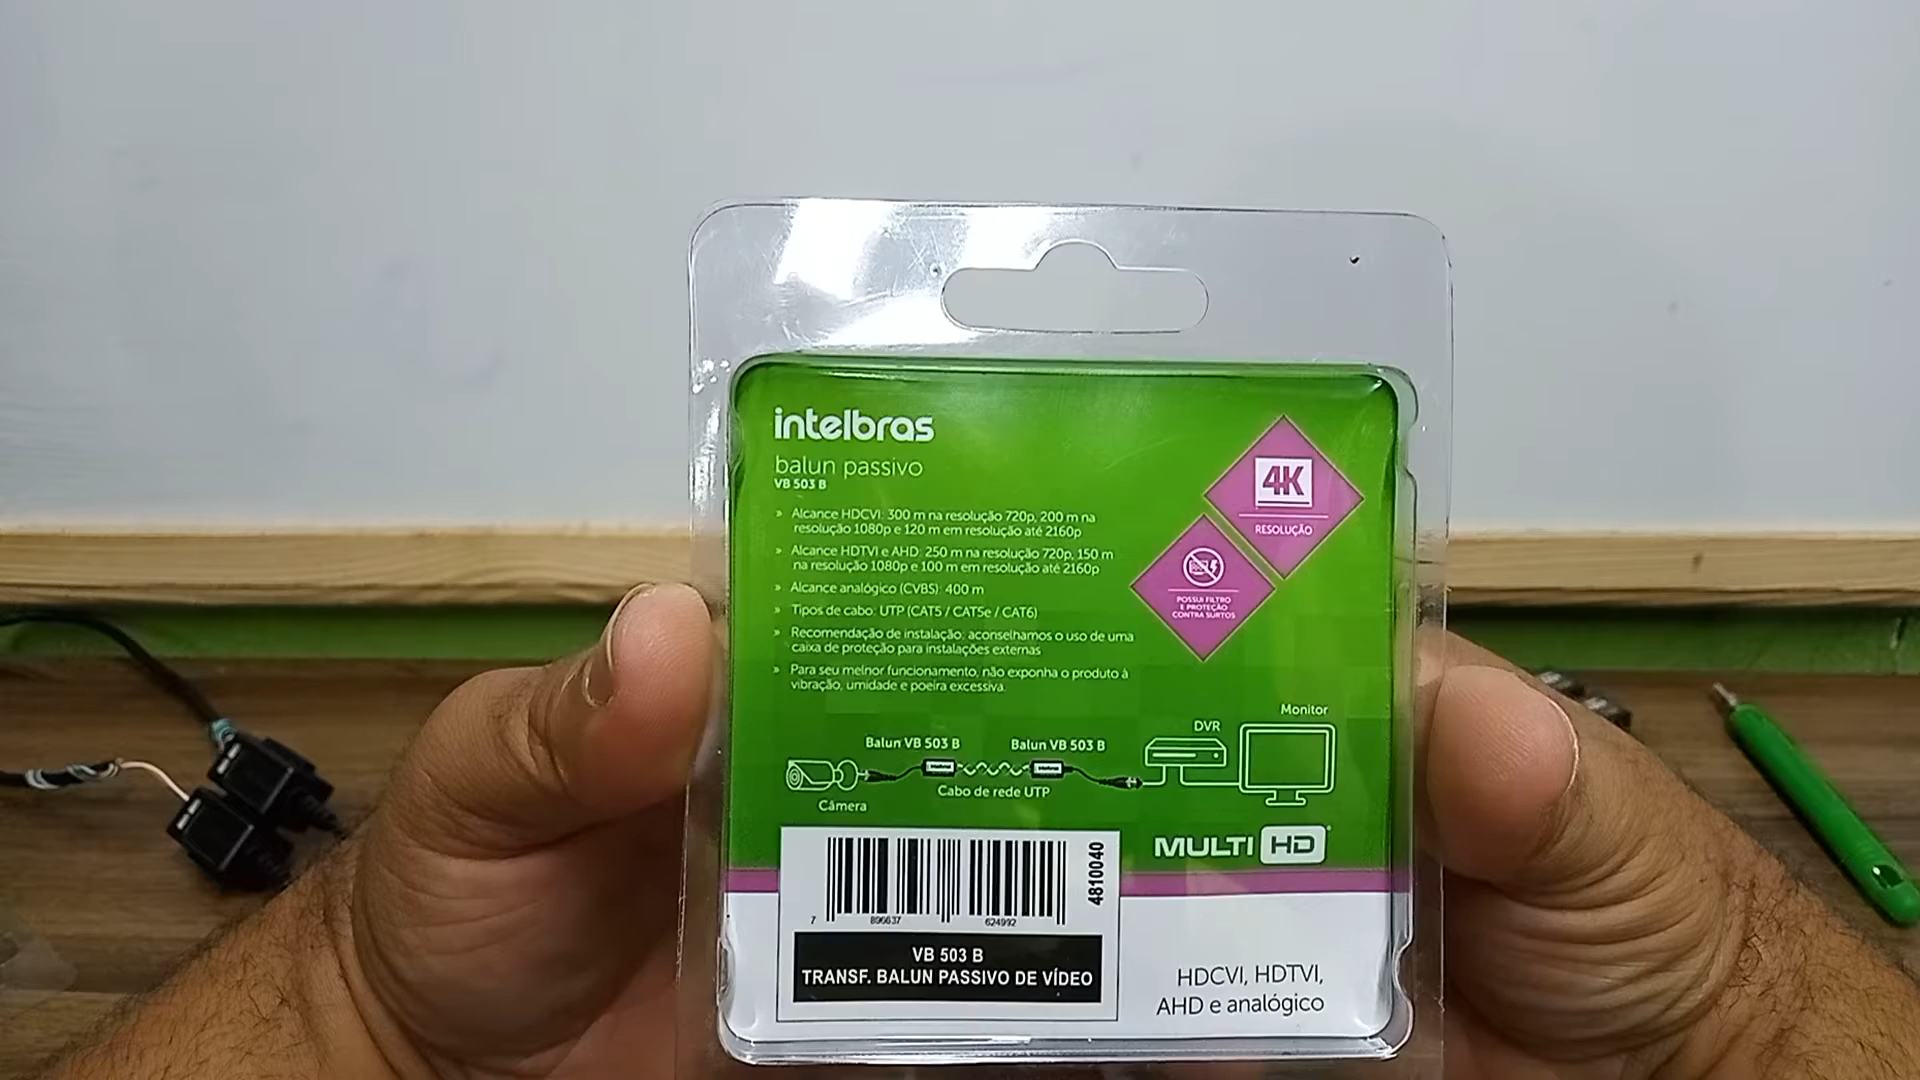 intelbras
balun passivo
VB 503 B
» Alcance HDCVI: 300 m na resolução 720p, 200 m na
resolução 1080p e 120 m em resolução até 2160p
» Alcance HDTVI e AHD: 250 m na resolução 720p, 150 m
na resolução 1080p e 100 m em resolução até 2160p
» Alcance analógico (CVBS): 400 m
» Tipos de cabo: UTP (CAT5 / CAT5e / CAT6)
» Recomendação de instalação: aconselhamos o uso de uma
caixa de proteção para instalações externas
» Para seu melhor funcionamento, não exponha o produto à
vibração, umidade e poeira excessiva.
4K
RESOLUÇÃO
POSSUI FILTRO
E PROTEÇÃO
CONTRA SURTOS
Balun VB 503 B
Balun VB 503 B
DVR
Monitor
Câmera
Cabo de rede UTP
MULTI HD
4810040
7 896637 624992
VB 503 B
TRANSF. BALUN PASSIVO DE VÍDEO
HDCVI, HDTVI,
AHD e analógico